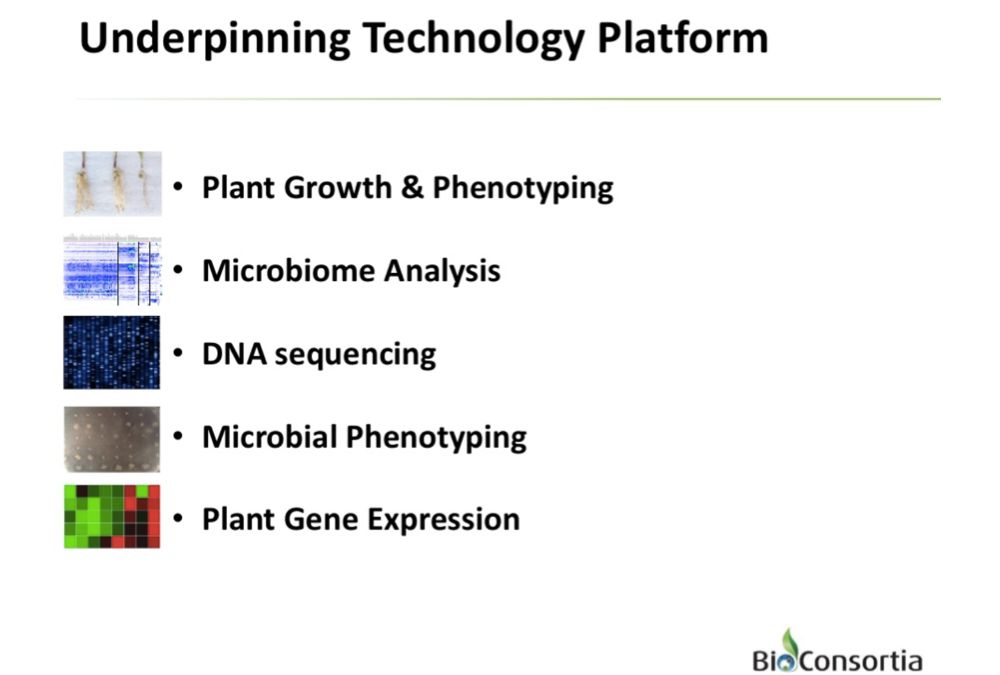 Underpinning Technology Platform
• Plant Growth & Phenotyping
• Microbiome Analysis
• DNA sequencing
• Microbial Phenotyping
• Plant Gene Expression
BioConsortia